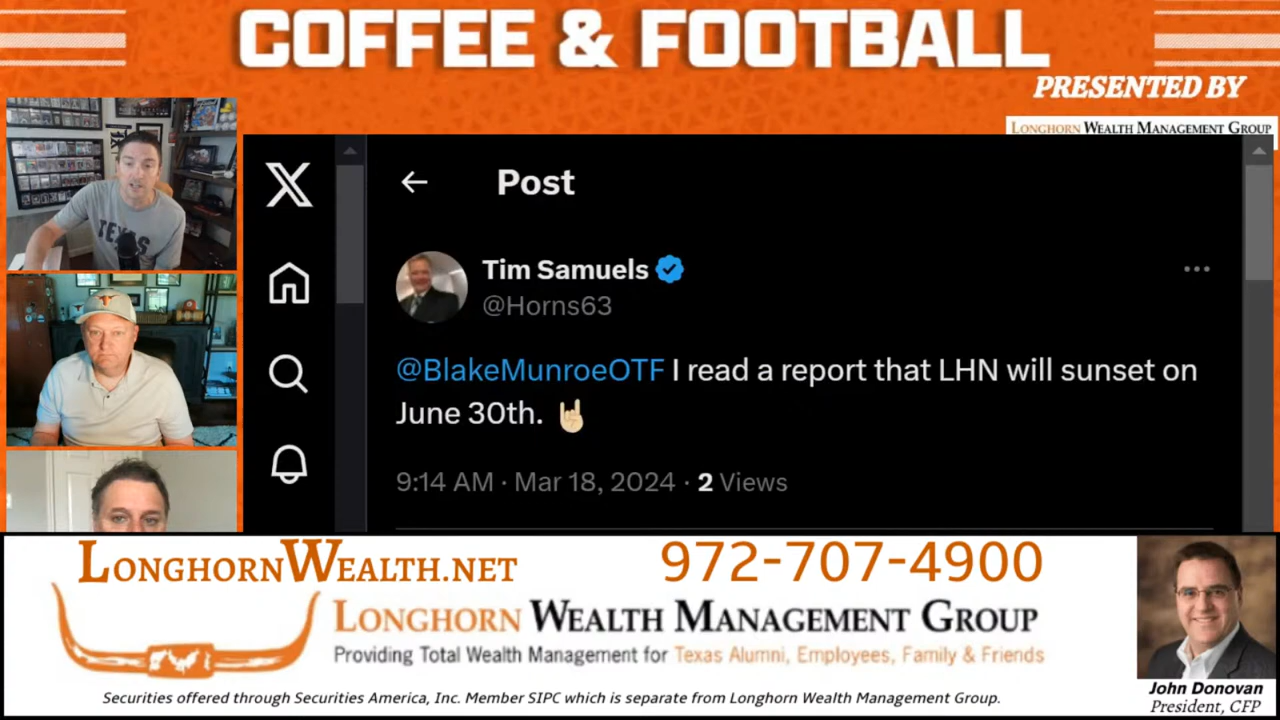 COFFEE & FOOTBALL
PRESENTED BY
LONGHORN WEALTH MANAGEMENT GROUP
TEXAS
Post
Tim Samuels
@Horns63
@BlakeMunroeOTF I read a report that LHN will sunset on
June 30th. 🤘🏼
9:14 AM · Mar 18, 2024 · 2 Views
LONGHORNWEALTH.NET
972-707-4900
LONGHORN WEALTH MANAGEMENT GROUP
Providing Total Wealth Management for Texas Alumni, Employees, Family & Friends
Securities offered through Securities America, Inc. Member SIPC which is separate from Longhorn Wealth Management Group.
John Donovan
President, CFP